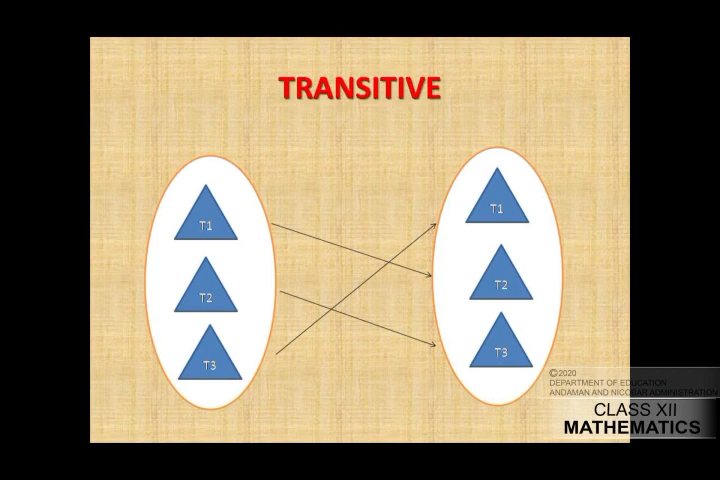 TRANSITIVE
T1
T2
T3
T1
T2
T3
©2020
DEPARTMENT OF EDUCATION
ANDAMAN AND NICOBAR ADMINISTRATION
CLASS XII
MATHEMATICS